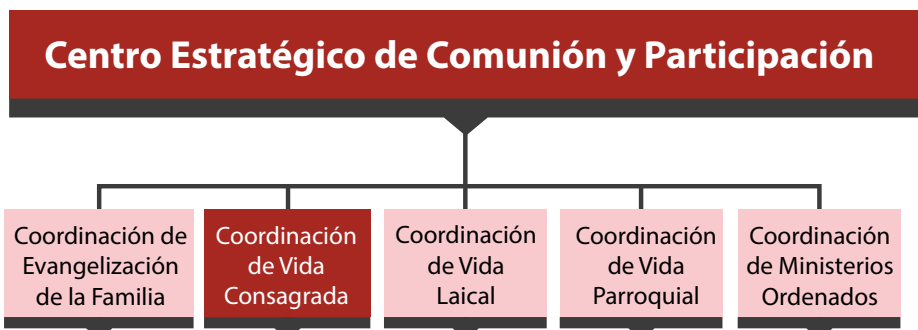 Centro Estratégico de Comunión y Participación
Coordinación de
Evangelización
de la Familia
Coordinación
de Vida
Consagrada
Coordinación
de Vida
Laical
Coordinación
de Vida
Parroquial
Coordinación
de Ministerios
Ordenados